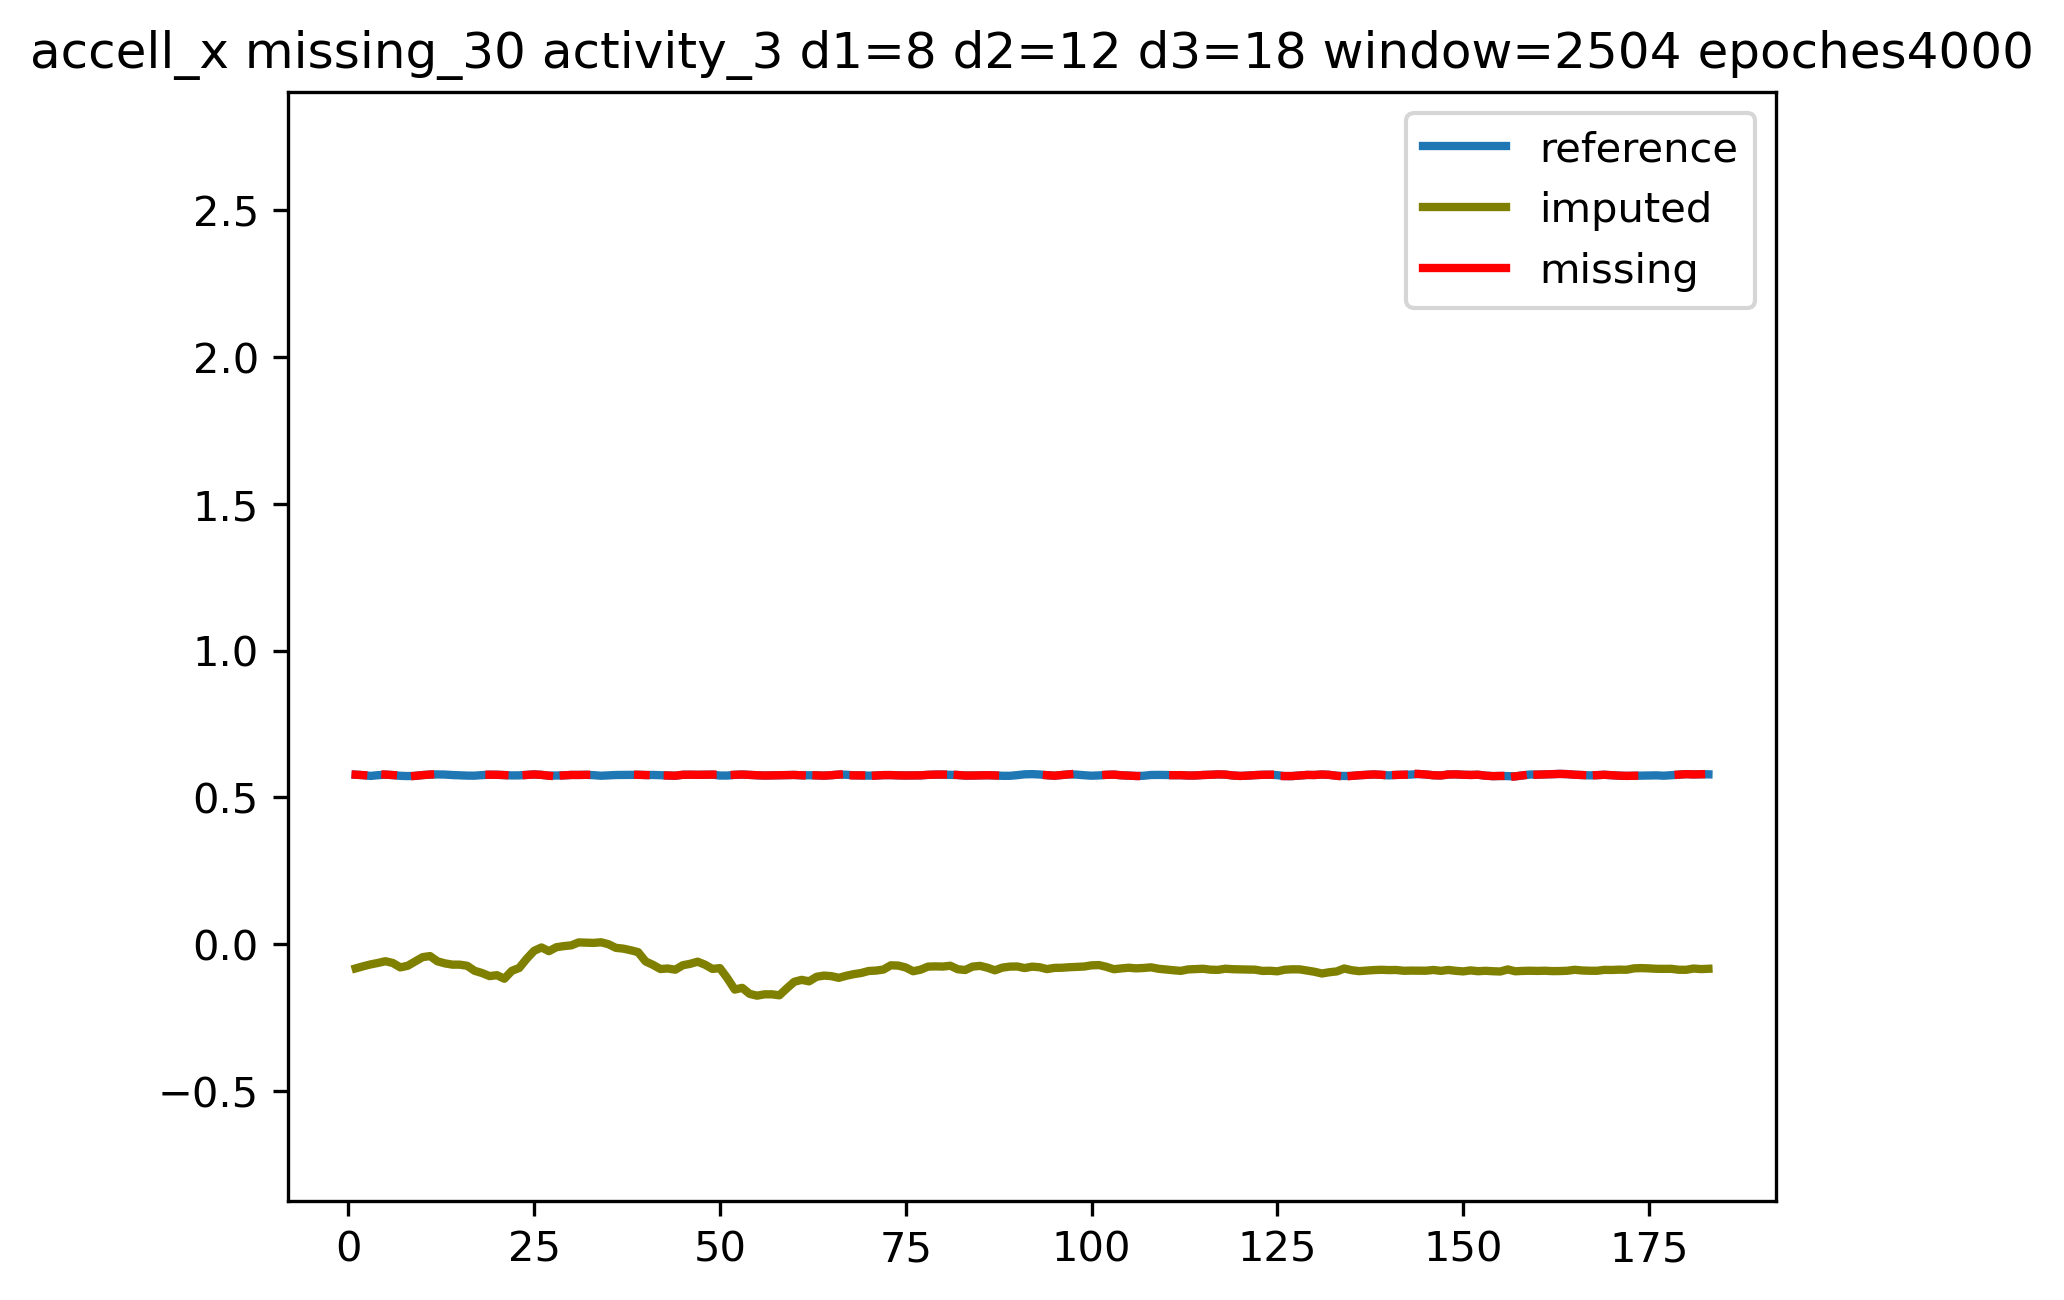 accell_x missing_30 activity_3 d1=8 d2=12 d3=18 window=2504 epoches4000
reference
imputed
missing
2.5
2.0
1.5
1.0
0.5
0.0
−0.5
0 25 50 75 100 125 150 175